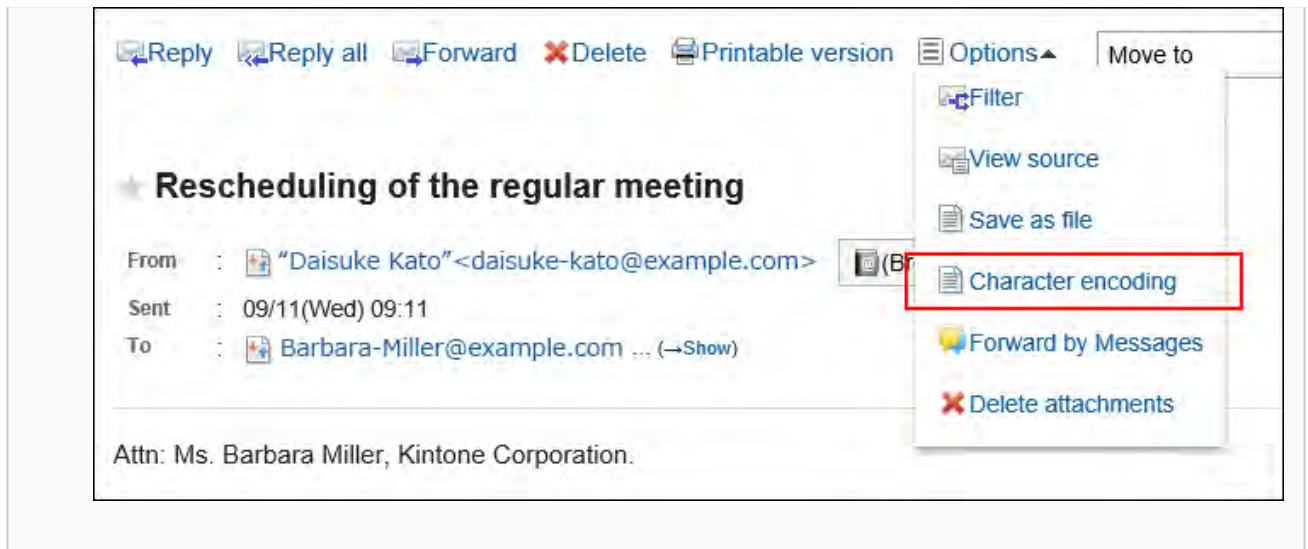 Reply Reply all Forward Delete Printable version Options▲ Move to
Filter
View source
Save as file
Character encoding
Forward by Messages
Delete attachments
Rescheduling of the regular meeting
From : "Daisuke Kato"<daisuke-kato@example.com>
Sent : 09/11(Wed) 09:11
To : Barbara-Miller@example.com ... (→Show)
Attn: Ms. Barbara Miller, Kintone Corporation.